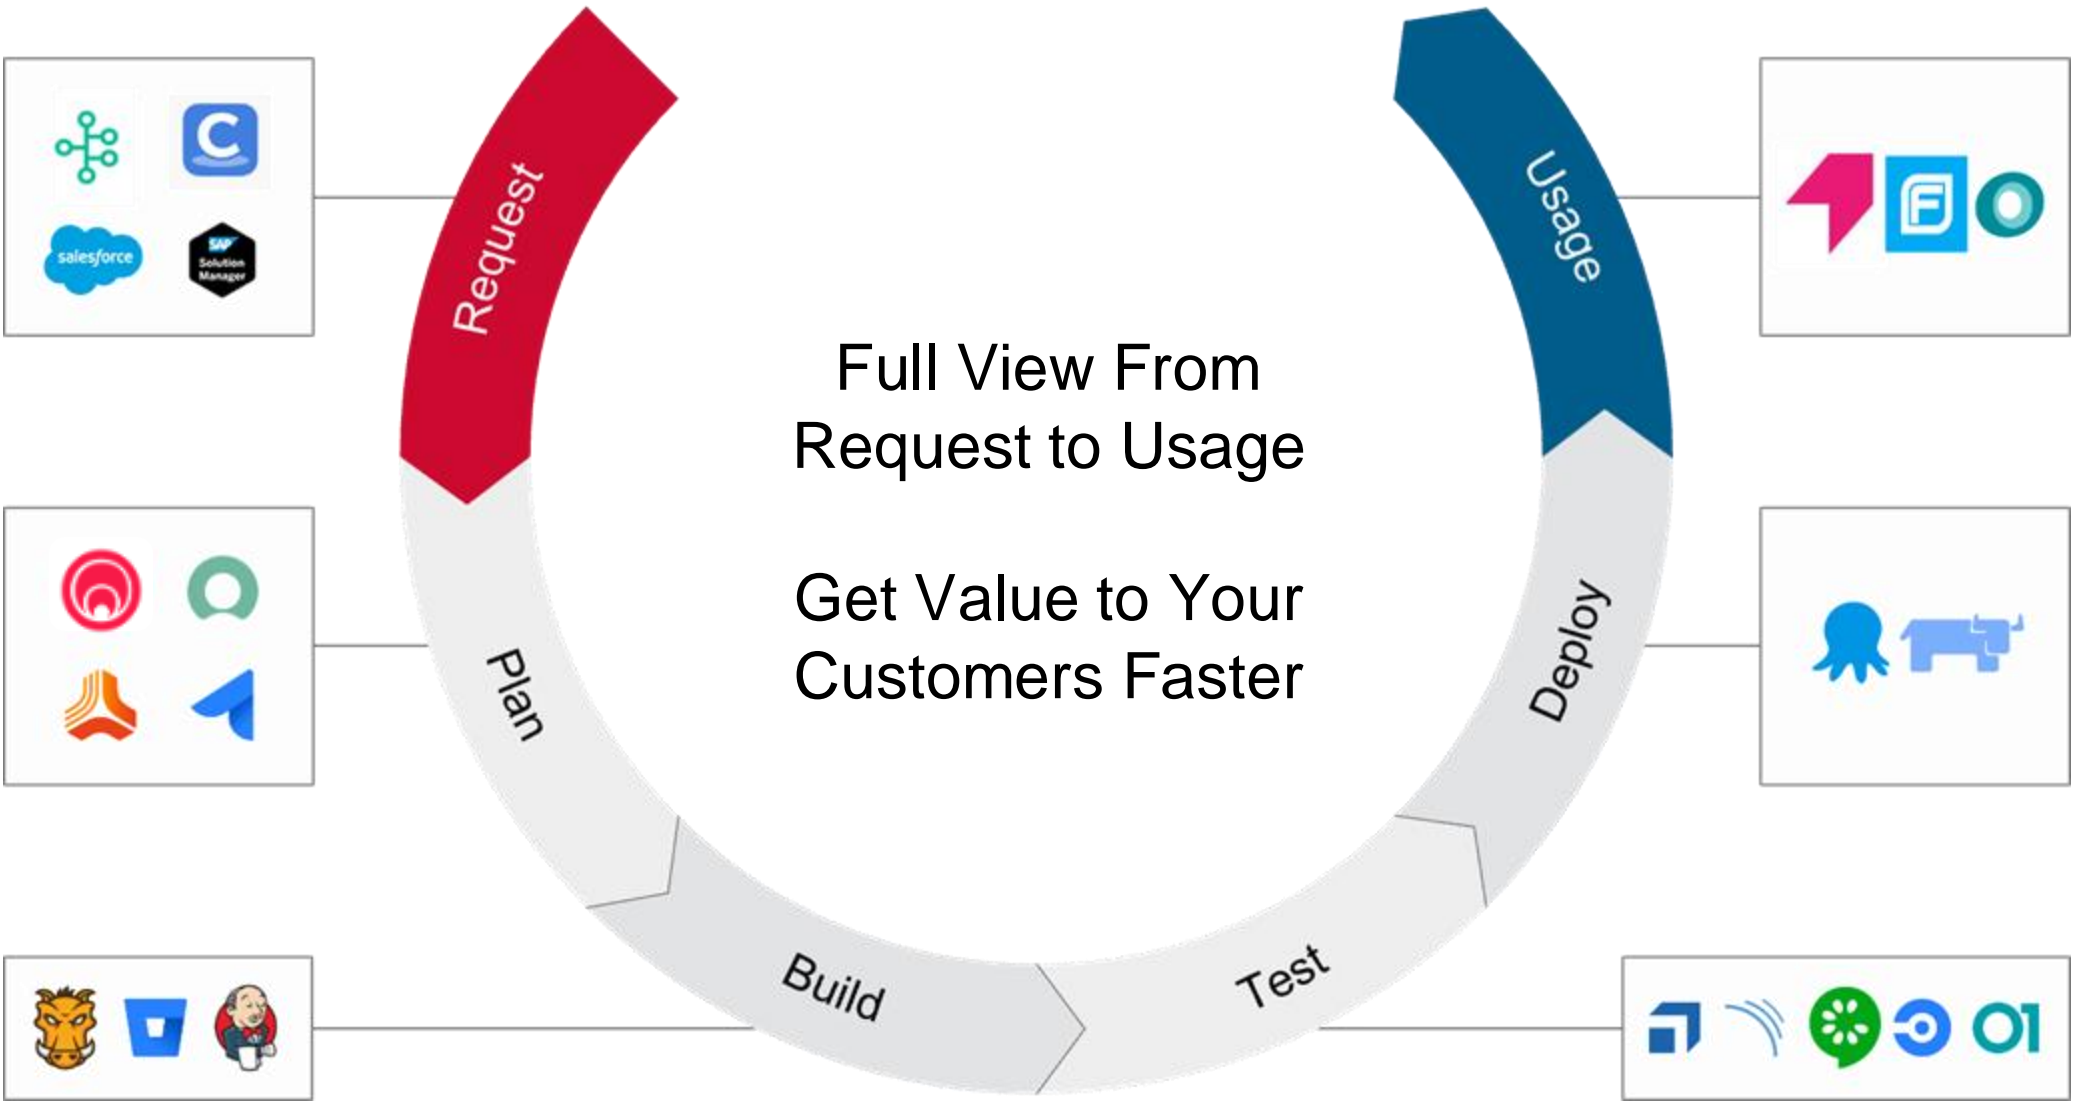 Request
Plan
Build
Test
Deploy
Usage
Full View From
Request to Usage
Get Value to Your
Customers Faster
C
salesforce
SAP
Solution
Manager
F